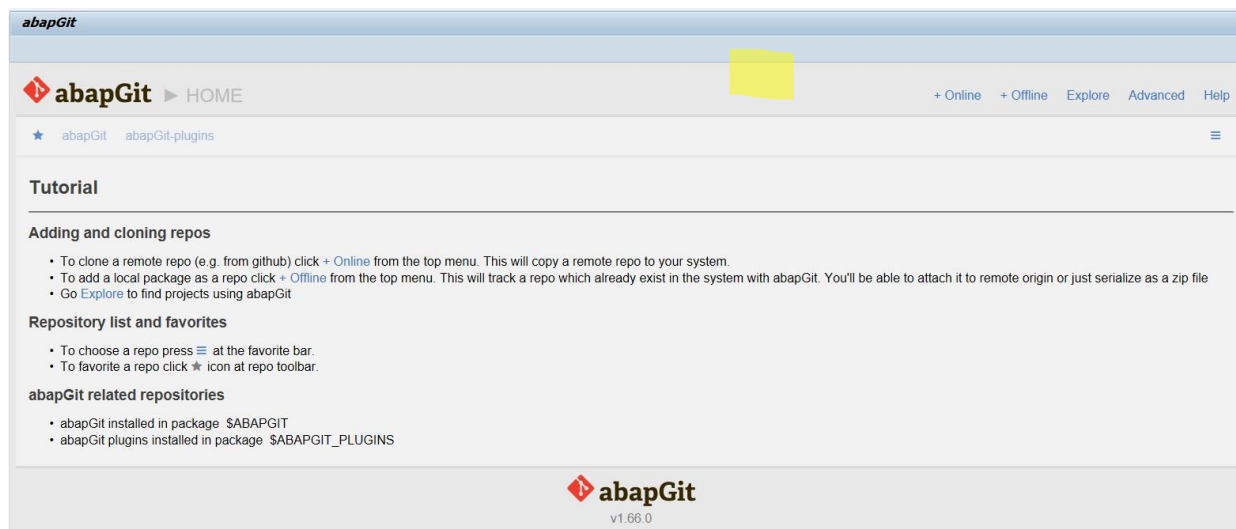 abapGit
abapGit ► HOME
+ Online + Offline Explore Advanced Help
★ abapGit abapGit-plugins ≡
Tutorial
Adding and cloning repos
• To clone a remote repo (e.g. from github) click + Online from the top menu. This will copy a remote repo to your system.
• To add a local package as a repo click + Offline from the top menu. This will track a repo which already exist in the system with abapGit. You'll be able to attach it to remote origin or just serialize as a zip file
• Go Explore to find projects using abapGit
Repository list and favorites
• To choose a repo press ≡ at the favorite bar.
• To favorite a repo click ★ icon at repo toolbar.
abapGit related repositories
• abapGit installed in package $ABAPGIT
• abapGit plugins installed in package $ABAPGIT_PLUGINS
abapGit
v1.66.0